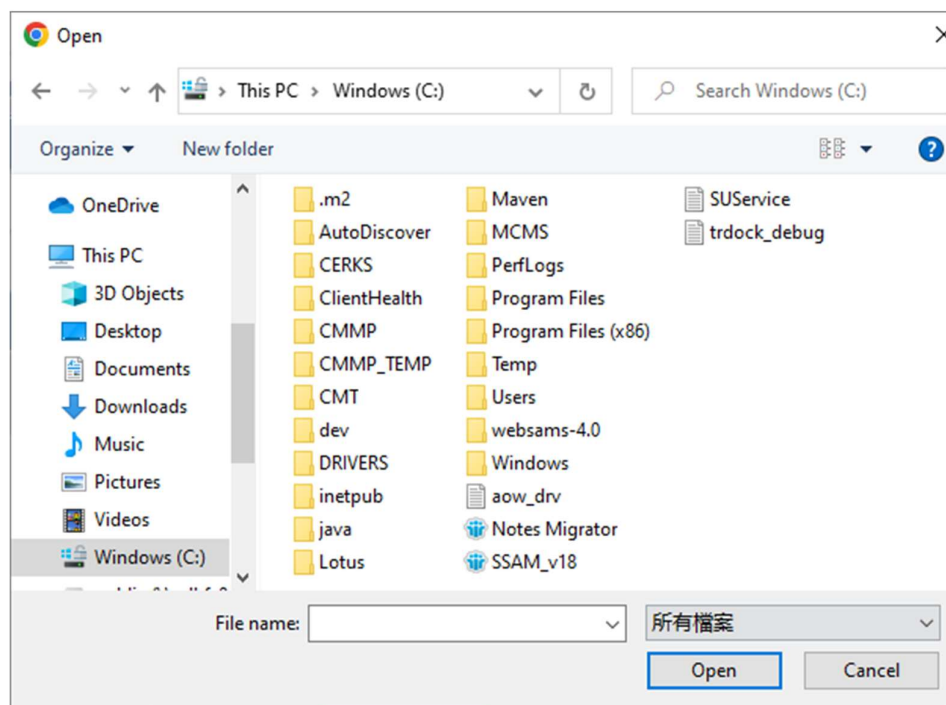 Open
This PC > Windows (C:)
Search Windows (C:)
Organize
New folder
OneDrive
This PC
3D Objects
Desktop
Documents
Downloads
Music
Pictures
Videos
Windows (C:)
.m2
AutoDiscover
CERKS
ClientHealth
CMMP
CMMP_TEMP
CMT
dev
DRIVERS
inetpub
java
Lotus
Maven
MCMS
PerfLogs
Program Files
Program Files (x86)
Temp
Users
websams-4.0
Windows
aow_drv
Notes Migrator
SSAM_v18
SUService
trdock_debug
File name:
所有檔案
Open
Cancel